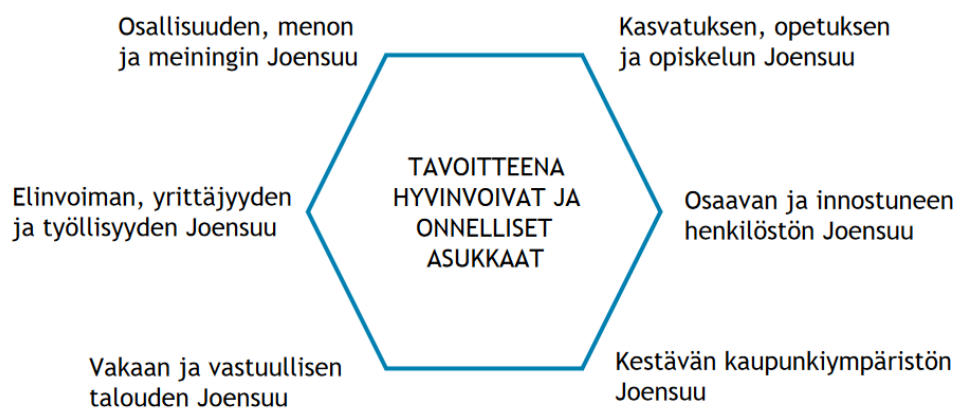 Osallisuuden, menon
ja meiningin Joensuu
Kasvatuksen, opetuksen
ja opiskelun Joensuu
Elinvoiman, yrittäjyyden
ja työllisyyden Joensuu
TAVOITTEENA
HYVINVOIVAT JA
ONNELLISET
ASUKKAAT
Osaavan ja innostuneen
henkilöstön Joensuu
Vakaan ja vastuullisen
talouden Joensuu
Kestävän kaupunkiympäristön
Joensuu